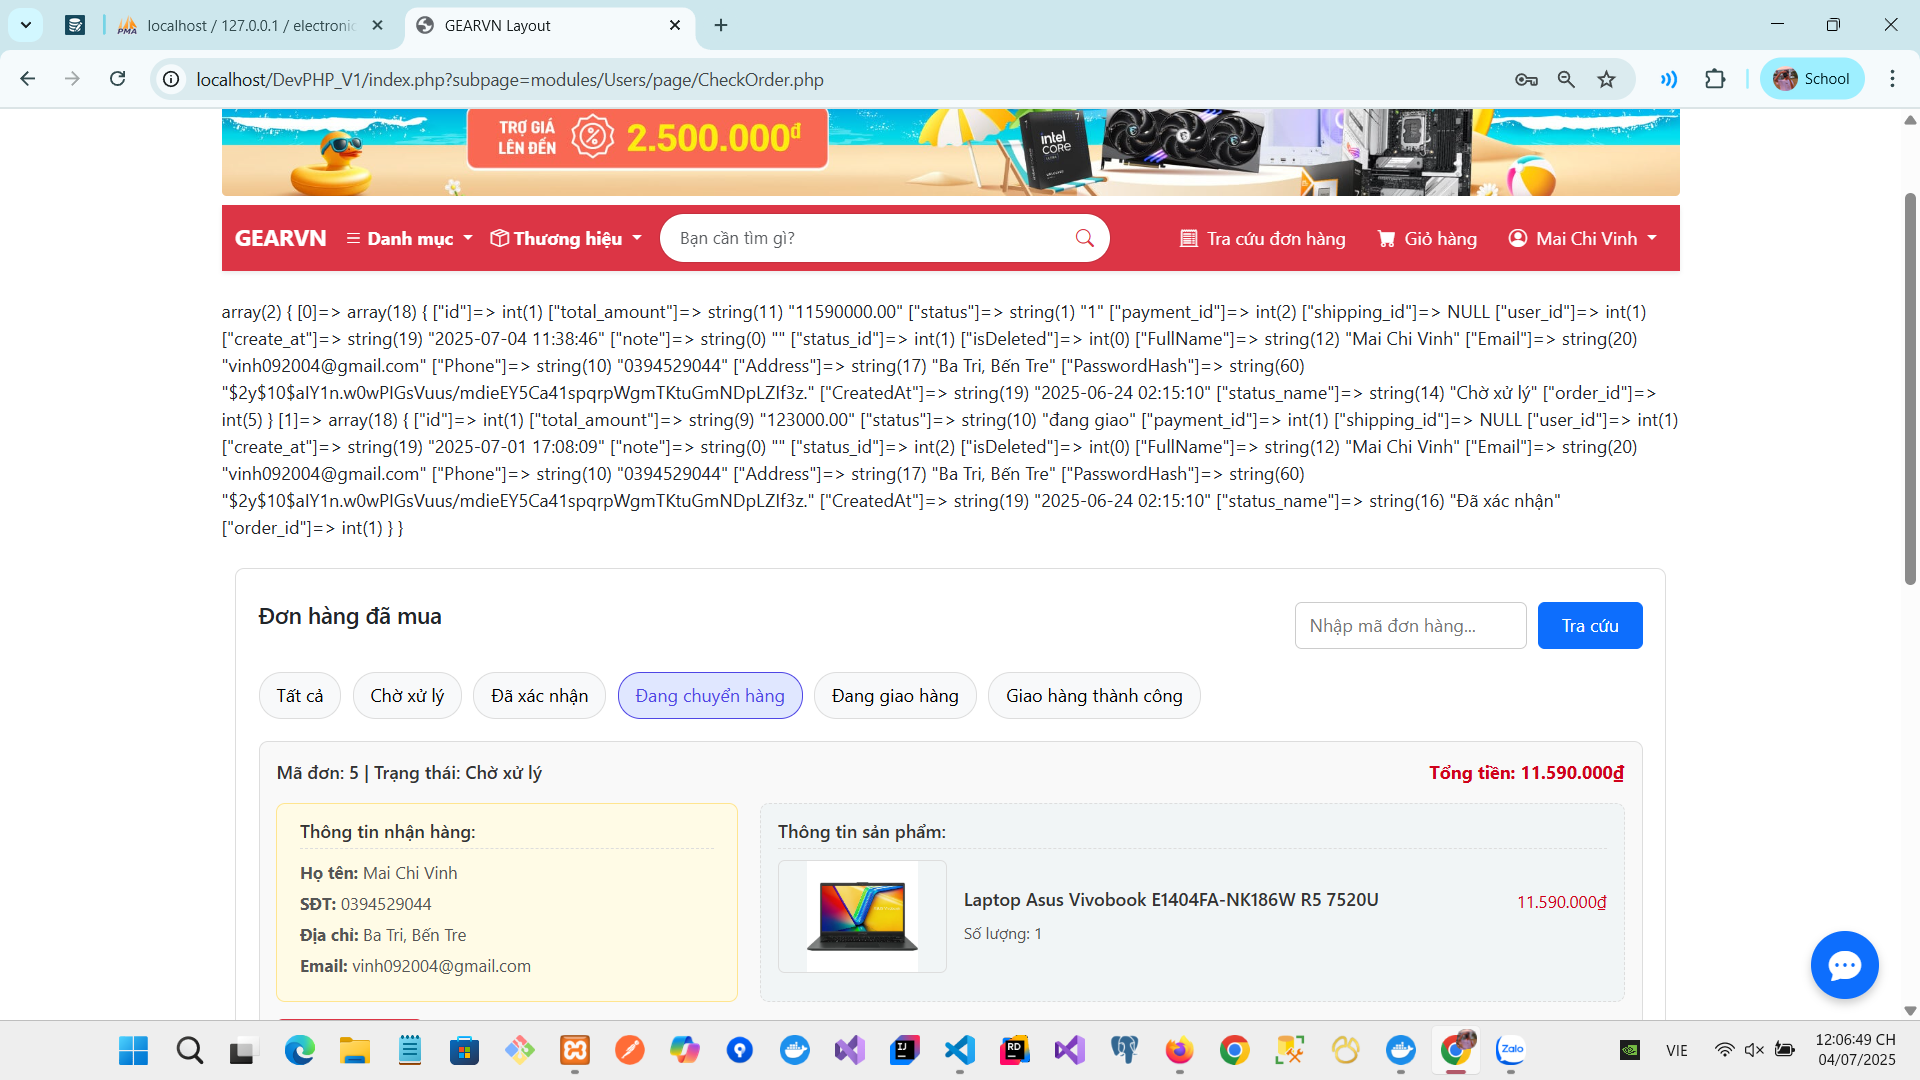 localhost / 127.0.0.1 / electronic
GEARVN Layout
localhost/DevPHP_V1/index.php?subpage=modules/Users/page/CheckOrder.php
School
TRỢ GIÁ
LÊN ĐẾN
2.500.000đ
intel
CORE
GEARVN
Danh mục
Thương hiệu
Bạn cần tìm gì?
Tra cứu đơn hàng
Giỏ hàng
Mai Chi Vinh
array(2) { [0]=> array(18) { ["id"]=> int(1) ["total_amount"]=> string(11) "11590000.00" ["status"]=> string(1) "1" ["payment_id"]=> int(2) ["shipping_id"]=> NULL ["user_id"]=> int(1)
["create_at"]=> string(19) "2025-07-04 11:38:46" ["note"]=> string(0) "" ["status_id"]=> int(1) ["isDeleted"]=> int(0) ["FullName"]=> string(12) "Mai Chi Vinh" ["Email"]=> string(20)
"vinh092004@gmail.com" ["Phone"]=> string(10) "0394529044" ["Address"]=> string(17) "Ba Tri, Bến Tre" ["PasswordHash"]=> string(60)
"$2y$10$aIY1n.w0wPIGsVuus/mdieEY5Ca41spqrpWgmTKtuGmNDpLZIf3z." ["CreatedAt"]=> string(19) "2025-06-24 02:15:10" ["status_name"]=> string(14) "Chờ xử lý" ["order_id"]=>
int(5) } [1]=> array(18) { ["id"]=> int(1) ["total_amount"]=> string(9) "123000.00" ["status"]=> string(10) "đang giao" ["payment_id"]=> int(1) ["shipping_id"]=> NULL ["user_id"]=> int(1)
["create_at"]=> string(19) "2025-07-01 17:08:09" ["note"]=> string(0) "" ["status_id"]=> int(2) ["isDeleted"]=> int(0) ["FullName"]=> string(12) "Mai Chi Vinh" ["Email"]=> string(20)
"vinh092004@gmail.com" ["Phone"]=> string(10) "0394529044" ["Address"]=> string(17) "Ba Tri, Bến Tre" ["PasswordHash"]=> string(60)
"$2y$10$aIY1n.w0wPIGsVuus/mdieEY5Ca41spqrpWgmTKtuGmNDpLZIf3z." ["CreatedAt"]=> string(19) "2025-06-24 02:15:10" ["status_name"]=> string(16) "Đã xác nhận"
["order_id"]=> int(1) } }
Đơn hàng đã mua
Nhập mã đơn hàng...
Tra cứu
Tất cả
Chờ xử lý
Đã xác nhận
Đang chuyển hàng
Đang giao hàng
Giao hàng thành công
Mã đơn: 5 | Trạng thái: Chờ xử lý
Tổng tiền: 11.590.000₫
Thông tin nhận hàng:
Họ tên: Mai Chi Vinh
SĐT: 0394529044
Địa chỉ: Ba Tri, Bến Tre
Email: vinh092004@gmail.com
Thông tin sản phẩm:
Laptop Asus Vivobook E1404FA-NK186W R5 7520U
Số lượng: 1
11.590.000₫
VIE
12:06:49 CH
04/07/2025